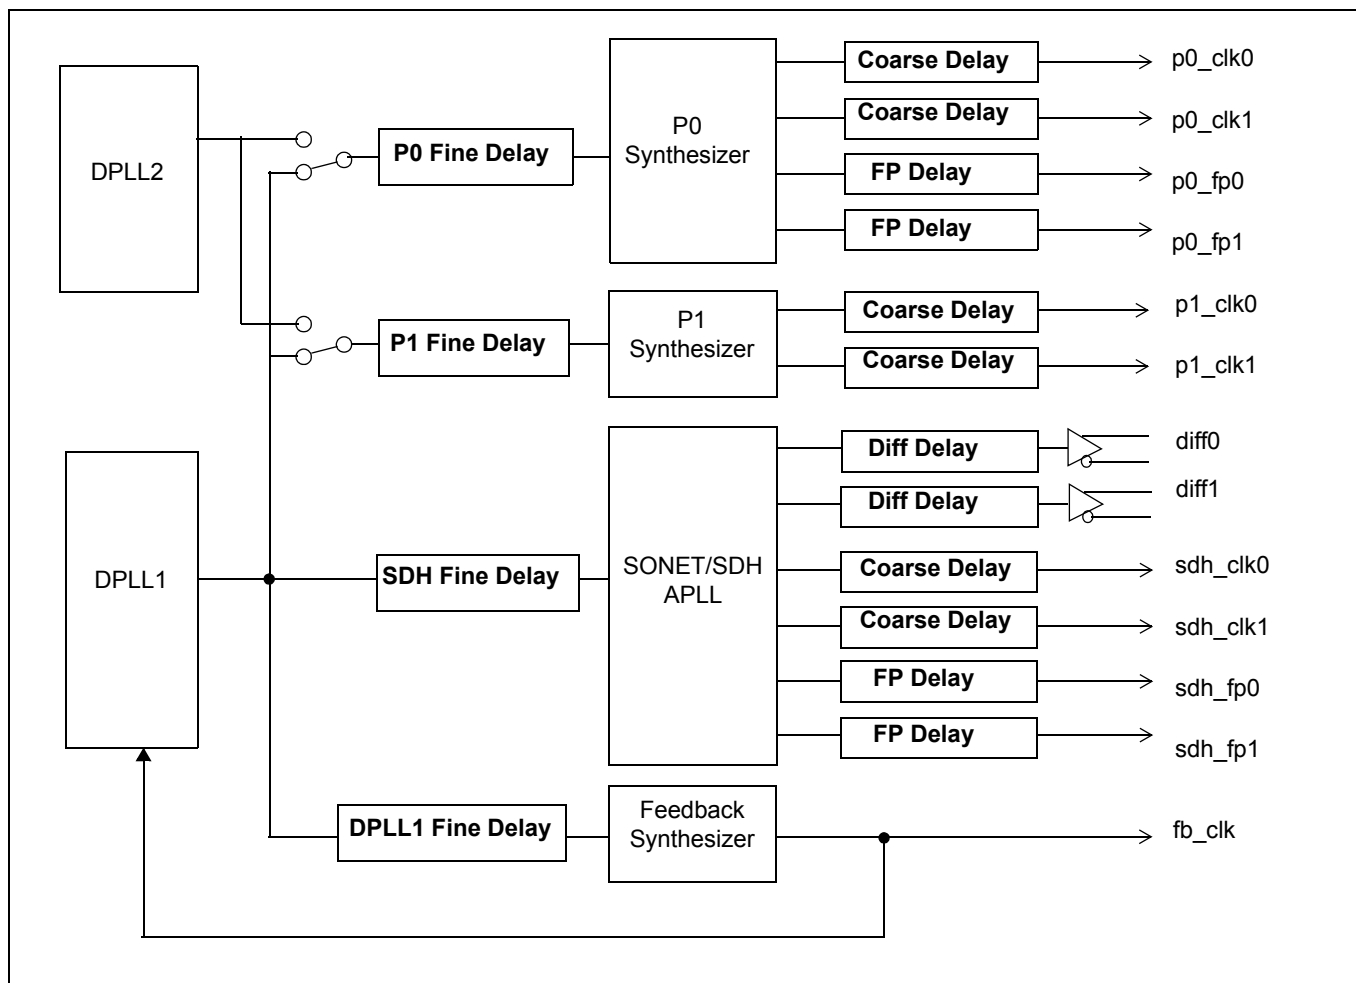 DPLL2
P0 Fine Delay
P0
Synthesizer
Coarse Delay
p0_clk0
Coarse Delay
p0_clk1
FP Delay
p0_fp0
FP Delay
p0_fp1
P1 Fine Delay
P1
Synthesizer
Coarse Delay
p1_clk0
Coarse Delay
p1_clk1
DPLL1
SDH Fine Delay
SONET/SDH
APLL
Diff Delay
diff0
Diff Delay
diff1
Coarse Delay
sdh_clk0
Coarse Delay
sdh_clk1
FP Delay
sdh_fp0
FP Delay
sdh_fp1
DPLL1 Fine Delay
Feedback
Synthesizer
fb_clk